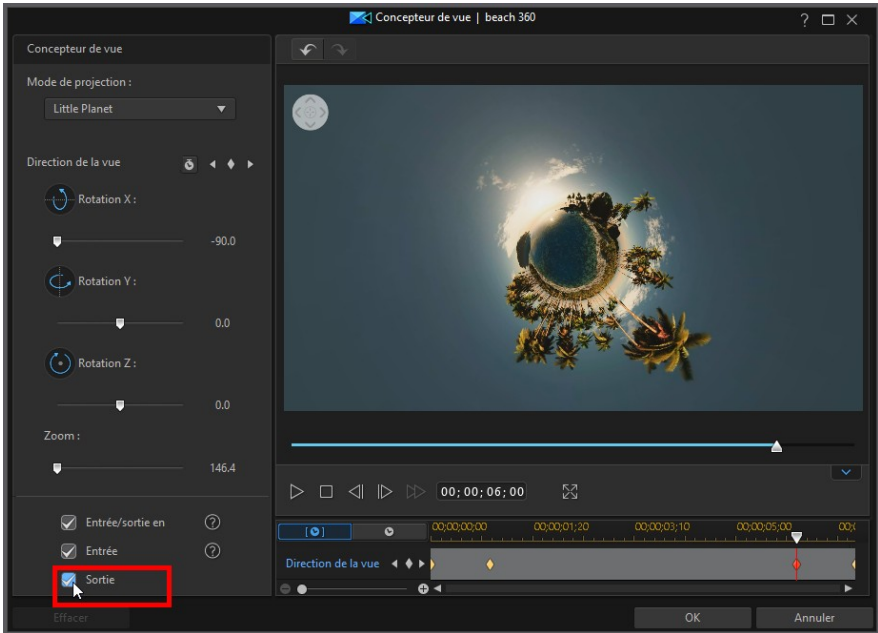 Concepteur de vue | beach 360
?
Concepteur de vue
Mode de projection :
Little Planet
Direction de la vue
Rotation X :
-90.0
Rotation Y :
0.0
Rotation Z :
0.0
Zoom :
146.4
Entrée/sortie en ?
Entrée ?
Sortie
Effacer
00; 00; 06; 00
00;00;00;00 00;00;01;20 00;00;03;10 00;00;05;00
Direction de la vue
OK Annuler